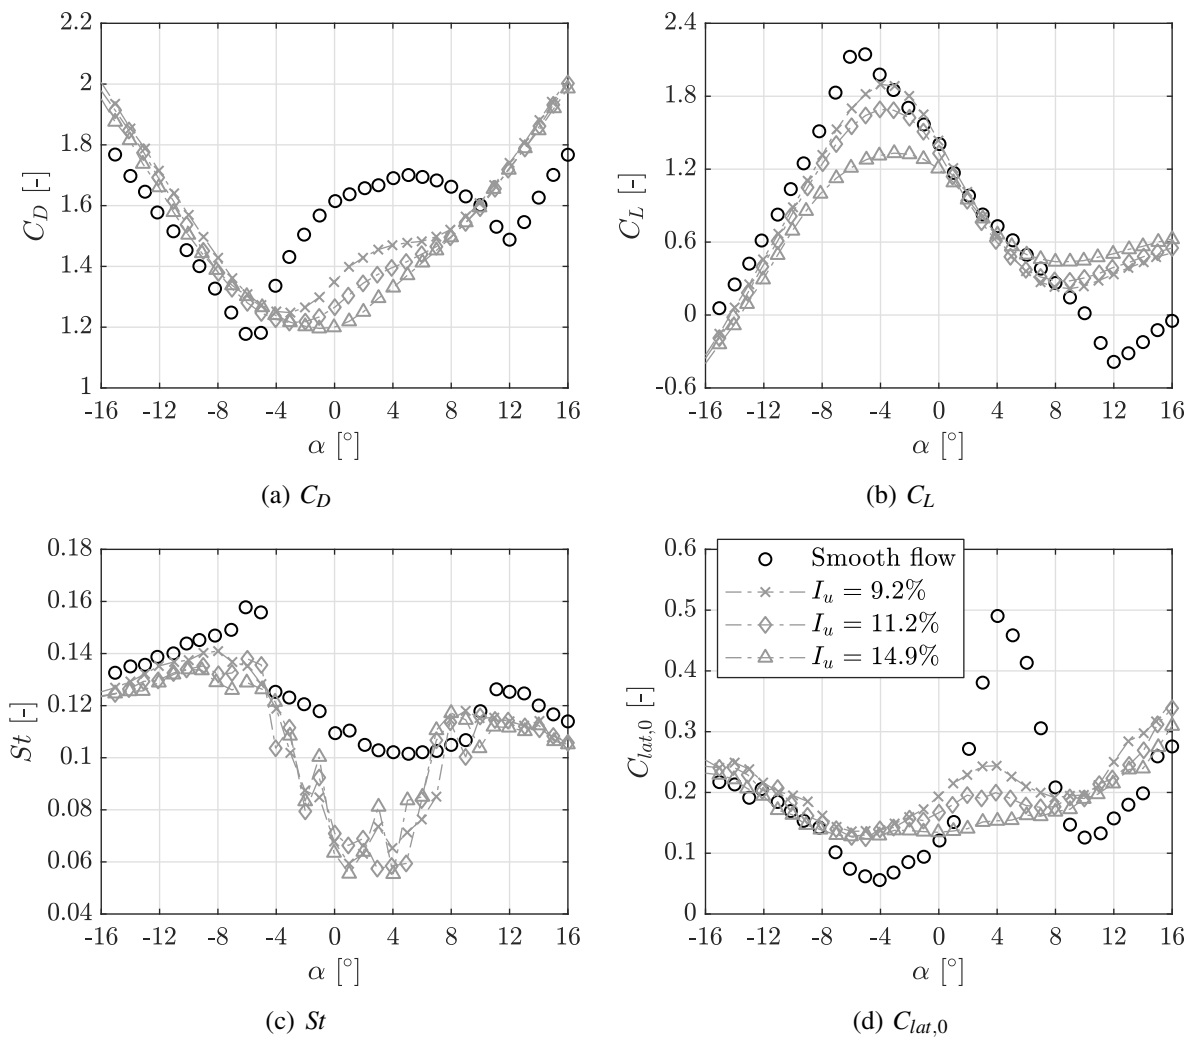 2.2
2
1.8
1.6
1.4
1.2
1
C_D [-]
-16 -12 -8 -4 0 4 8 12 16
α [°]
(a) C_D
2.4
1.8
1.2
0.6
0
-0.6
C_L [-]
-16 -12 -8 -4 0 4 8 12 16
α [°]
(b) C_L
0.18
0.16
0.14
0.12
0.1
0.08
0.06
0.04
St [-]
-16 -12 -8 -4 0 4 8 12 16
α [°]
(c) St
0.6
0.5
0.4
0.3
0.2
0.1
0
C_{lat,0} [-]
Smooth flow
I_u = 9.2%
I_u = 11.2%
I_u = 14.9%
-16 -12 -8 -4 0 4 8 12 16
α [°]
(d) C_{lat,0}